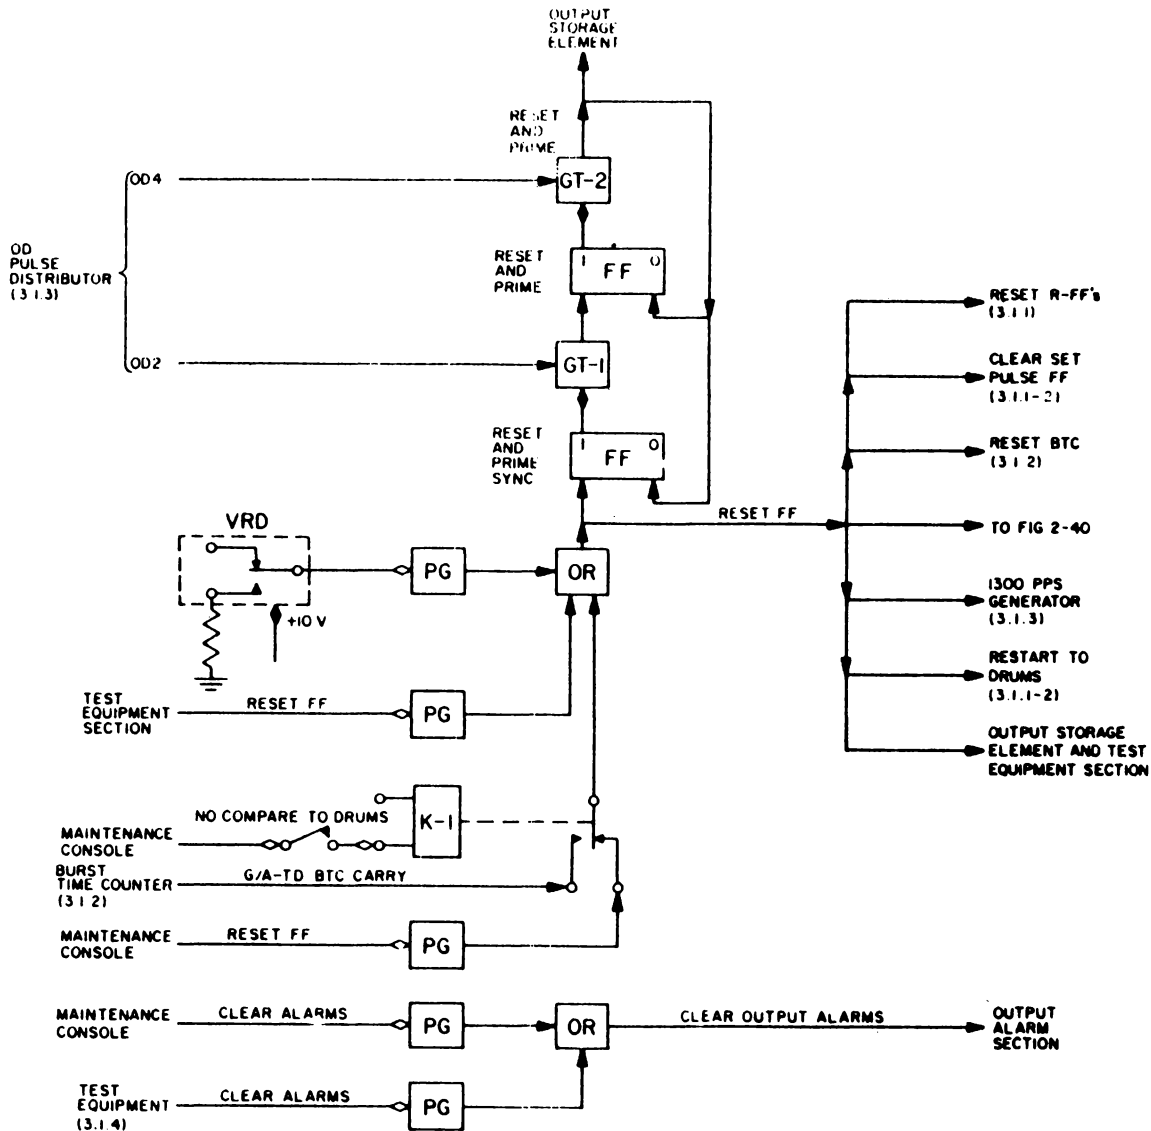 OUTPUT
STORAGE
ELEMENT
RESET
AND
PRIME
OD4
GT-2
OD
PULSE
DISTRIBUTOR
(3.1.3)
RESET
AND
PRIME
1 FF 0
OD2
GT-1
RESET
AND
PRIME
SYNC
1 FF 0
RESET R-FF's
(3.1.1)
CLEAR SET
PULSE FF
(3.1.1-2)
RESET BTC
(3.1.2)
RESET FF
TO FIG 2-40
VRD
PG
OR
+10 V
1300 PPS
GENERATOR
(3.1.3)
RESTART TO
DRUMS
(3.1.1-2)
TEST
EQUIPMENT
SECTION
RESET FF
PG
OUTPUT STORAGE
ELEMENT AND TEST
EQUIPMENT SECTION
NO COMPARE TO DRUMS
K-1
MAINTENANCE
CONSOLE
BURST
TIME COUNTER
(3.1.2)
G/A-TD BTC CARRY
MAINTENANCE
CONSOLE
RESET FF
PG
MAINTENANCE
CONSOLE
CLEAR ALARMS
PG
OR
CLEAR OUTPUT ALARMS
OUTPUT
ALARM
SECTION
TEST
EQUIPMENT
(3.1.4)
CLEAR ALARMS
PG